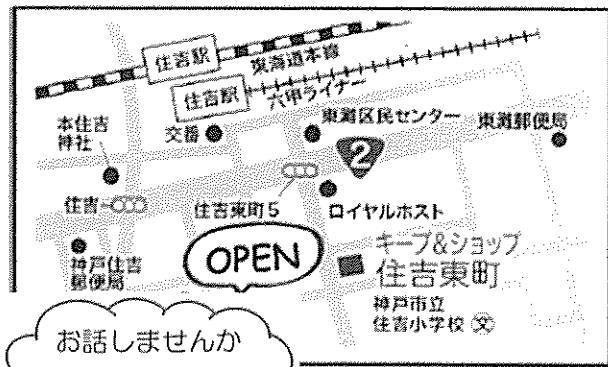 住吉駅
東海道本線
住吉駅
六甲ライナー
本住吉
神社
交番
東灘区民センター
東灘郵便局
2
住吉
住吉東町5
ロイヤルホスト
神戸住吉
郵便局
OPEN
キープ&ショップ
住吉東町
神戸市立
住吉小学校 文
お話しませんか